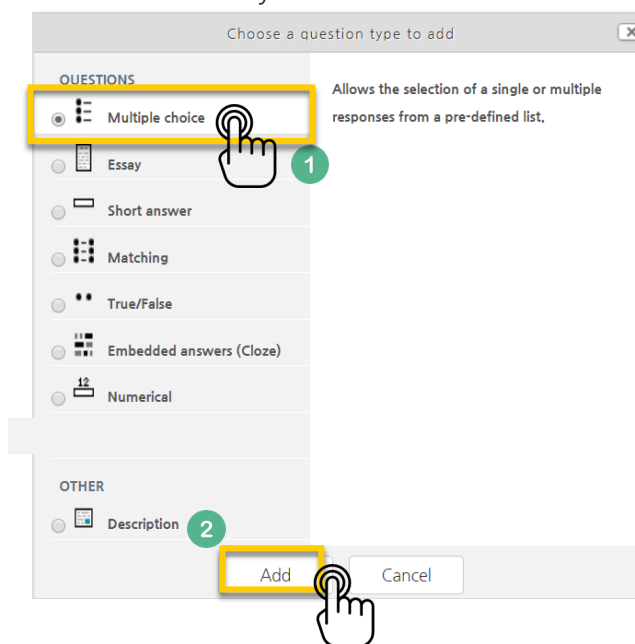 Choose a question type to add
QUESTIONS
Multiple choice
Allows the selection of a single or multiple
responses from a pre-defined list.
1
Essay
Short answer
Matching
True/False
Embedded answers (Cloze)
12
Numerical
OTHER
Description
2
Add
Cancel